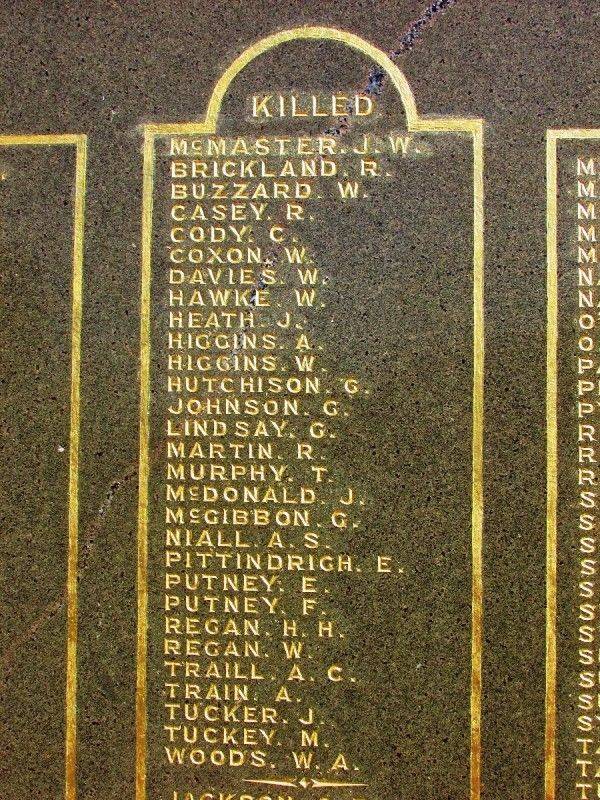 KILLED
McMASTER. J. W.
BRICKLAND. R.
BUZZARD. W.
CASEY. R.
CODY. C.
COXON. W.
DAVIES. W.
HAWKE. W.
HEATH. J.
HIGGINS. A.
HIGGINS. W.
HUTCHISON. G.
JOHNSON. G.
LINDSAY. G.
MARTIN. R.
MURPHY. T.
McDONALD. J.
McGIBBON. G.
NIALL. A. S.
PITTINDRIGH. E.
PUTNEY. E.
PUTNEY. F.
REGAN. H. H.
REGAN. W.
TRAILL. A. C.
TRAIN. A.
TUCKER. J.
TUCKEY. M.
WOODS. W. A.